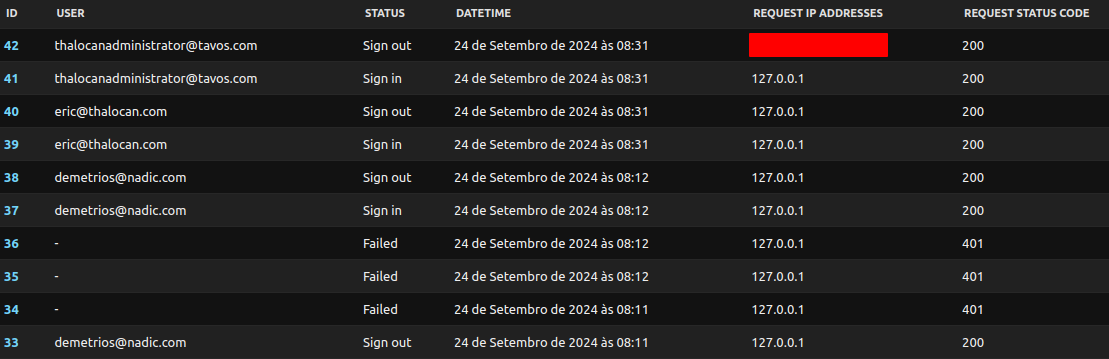 ID USER STATUS DATETIME REQUEST IP ADDRESSES REQUEST STATUS CODE
42 thalocanadministrator@tavos.com Sign out 24 de Setembro de 2024 às 08:31 200
41 thalocanadministrator@tavos.com Sign in 24 de Setembro de 2024 às 08:31 127.0.0.1 200
40 eric@thalocan.com Sign out 24 de Setembro de 2024 às 08:31 127.0.0.1 200
39 eric@thalocan.com Sign in 24 de Setembro de 2024 às 08:31 127.0.0.1 200
38 demetrios@nadic.com Sign out 24 de Setembro de 2024 às 08:12 127.0.0.1 200
37 demetrios@nadic.com Sign in 24 de Setembro de 2024 às 08:12 127.0.0.1 200
36 - Failed 24 de Setembro de 2024 às 08:12 127.0.0.1 401
35 - Failed 24 de Setembro de 2024 às 08:12 127.0.0.1 401
34 - Failed 24 de Setembro de 2024 às 08:11 127.0.0.1 401
33 demetrios@nadic.com Sign out 24 de Setembro de 2024 às 08:11 127.0.0.1 200